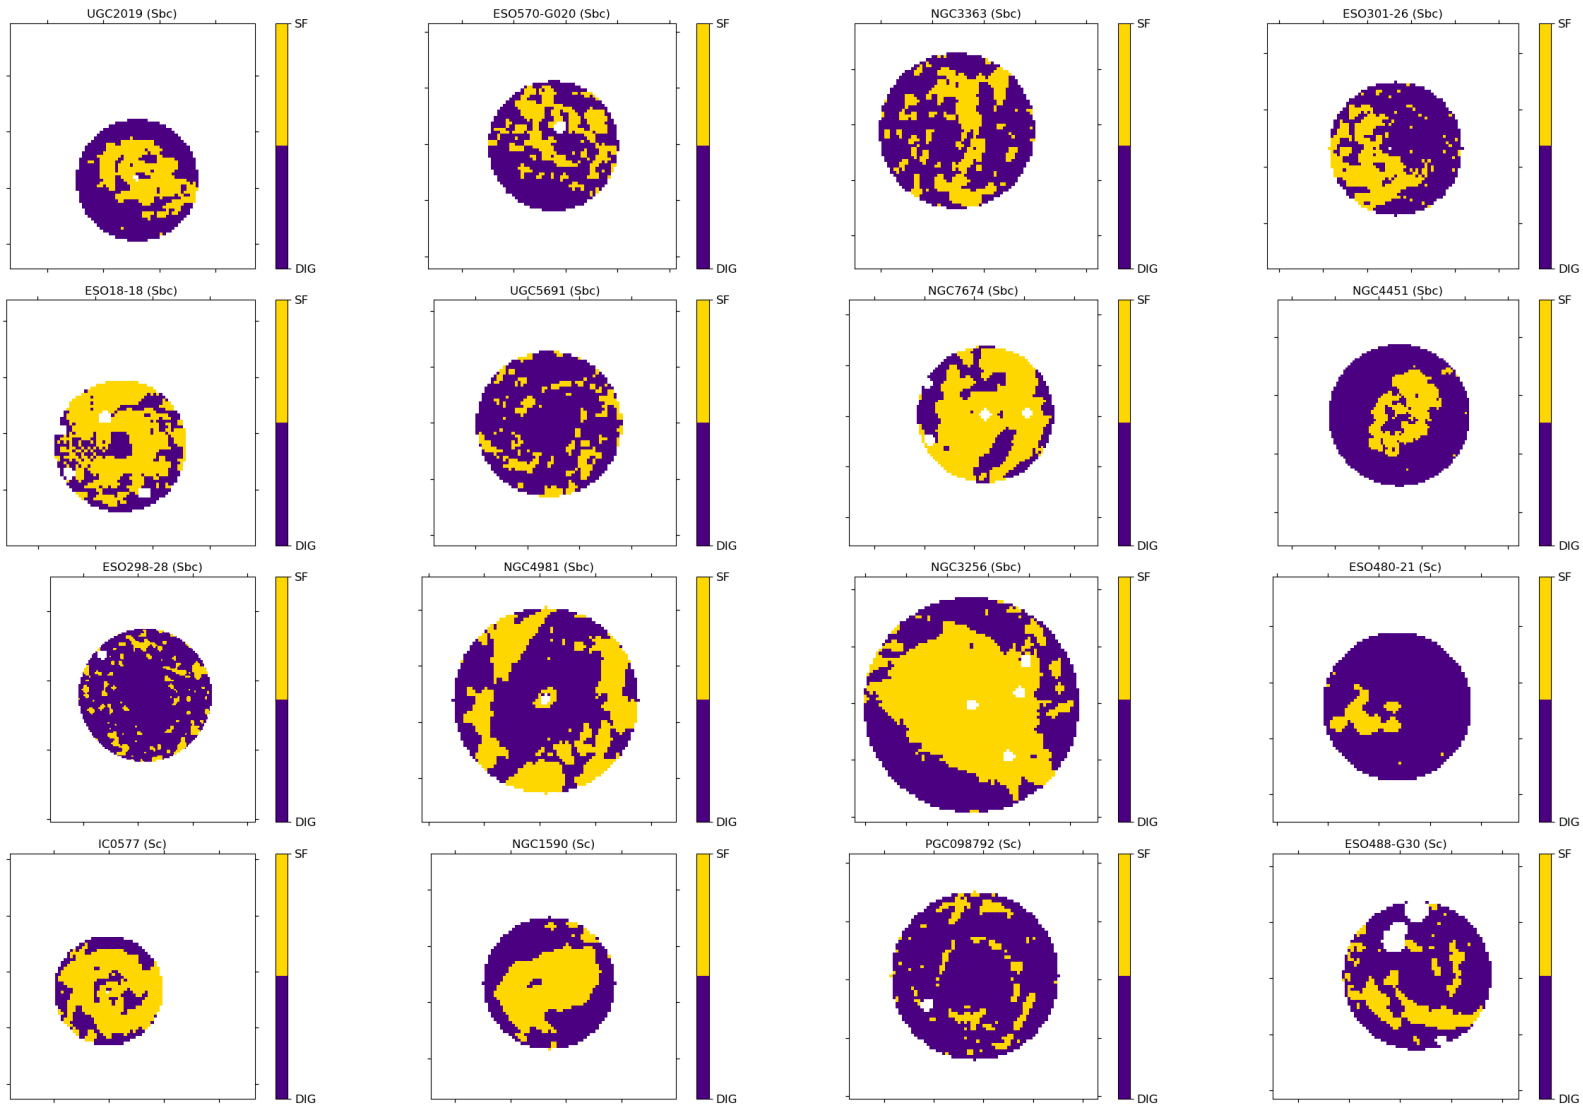 UGC2019 (Sbc)
SF
DIG
ESO570-G020 (Sbc)
SF
DIG
NGC3363 (Sbc)
SF
DIG
ESO301-26 (Sbc)
SF
DIG
ESO18-18 (Sbc)
SF
DIG
UGC5691 (Sbc)
SF
DIG
NGC7674 (Sbc)
SF
DIG
NGC4451 (Sbc)
SF
DIG
ESO298-28 (Sbc)
SF
DIG
NGC4981 (Sbc)
SF
DIG
NGC3256 (Sbc)
SF
DIG
ESO480-21 (Sc)
SF
DIG
IC0577 (Sc)
SF
DIG
NGC1590 (Sc)
SF
DIG
PGC098792 (Sc)
SF
DIG
ESO488-G30 (Sc)
SF
DIG